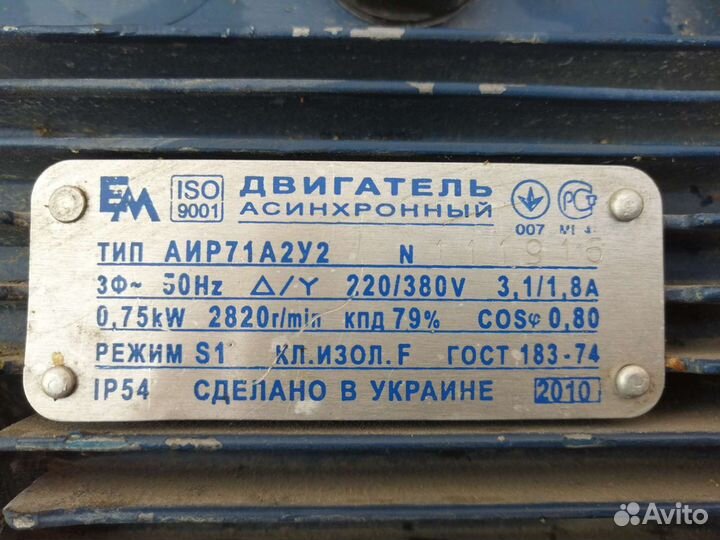 ЕМ ISO 9001 ДВИГАТЕЛЬ АСИНХРОННЫЙ
007
ТИП АИР71А2У2 N
3Ф~ 50Hz Δ/Y 220/380V 3,1/1,8А
0,75kW 2820r/min кпд 79% COSφ 0,80
РЕЖИМ S1 КЛ.ИЗОЛ.F ГОСТ 183-74
IP54 СДЕЛАНО В УКРАИНЕ 2010
Avito